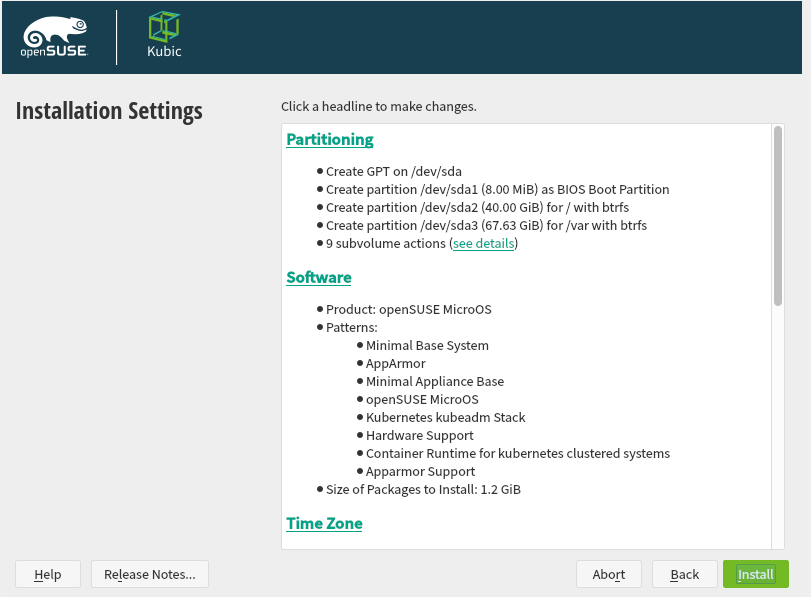 openSUSE
Kubic
Installation Settings
Click a headline to make changes.
Partitioning
Create GPT on /dev/sda
Create partition /dev/sda1 (8.00 MiB) as BIOS Boot Partition
Create partition /dev/sda2 (40.00 GiB) for / with btrfs
Create partition /dev/sda3 (67.63 GiB) for /var with btrfs
9 subvolume actions (see details)
Software
Product: openSUSE MicroOS
Patterns:
Minimal Base System
AppArmor
Minimal Appliance Base
openSUSE MicroOS
Kubernetes kubeadm Stack
Hardware Support
Container Runtime for kubernetes clustered systems
Apparmor Support
Size of Packages to Install: 1.2 GiB
Time Zone
Help Release Notes... Abort Back Install